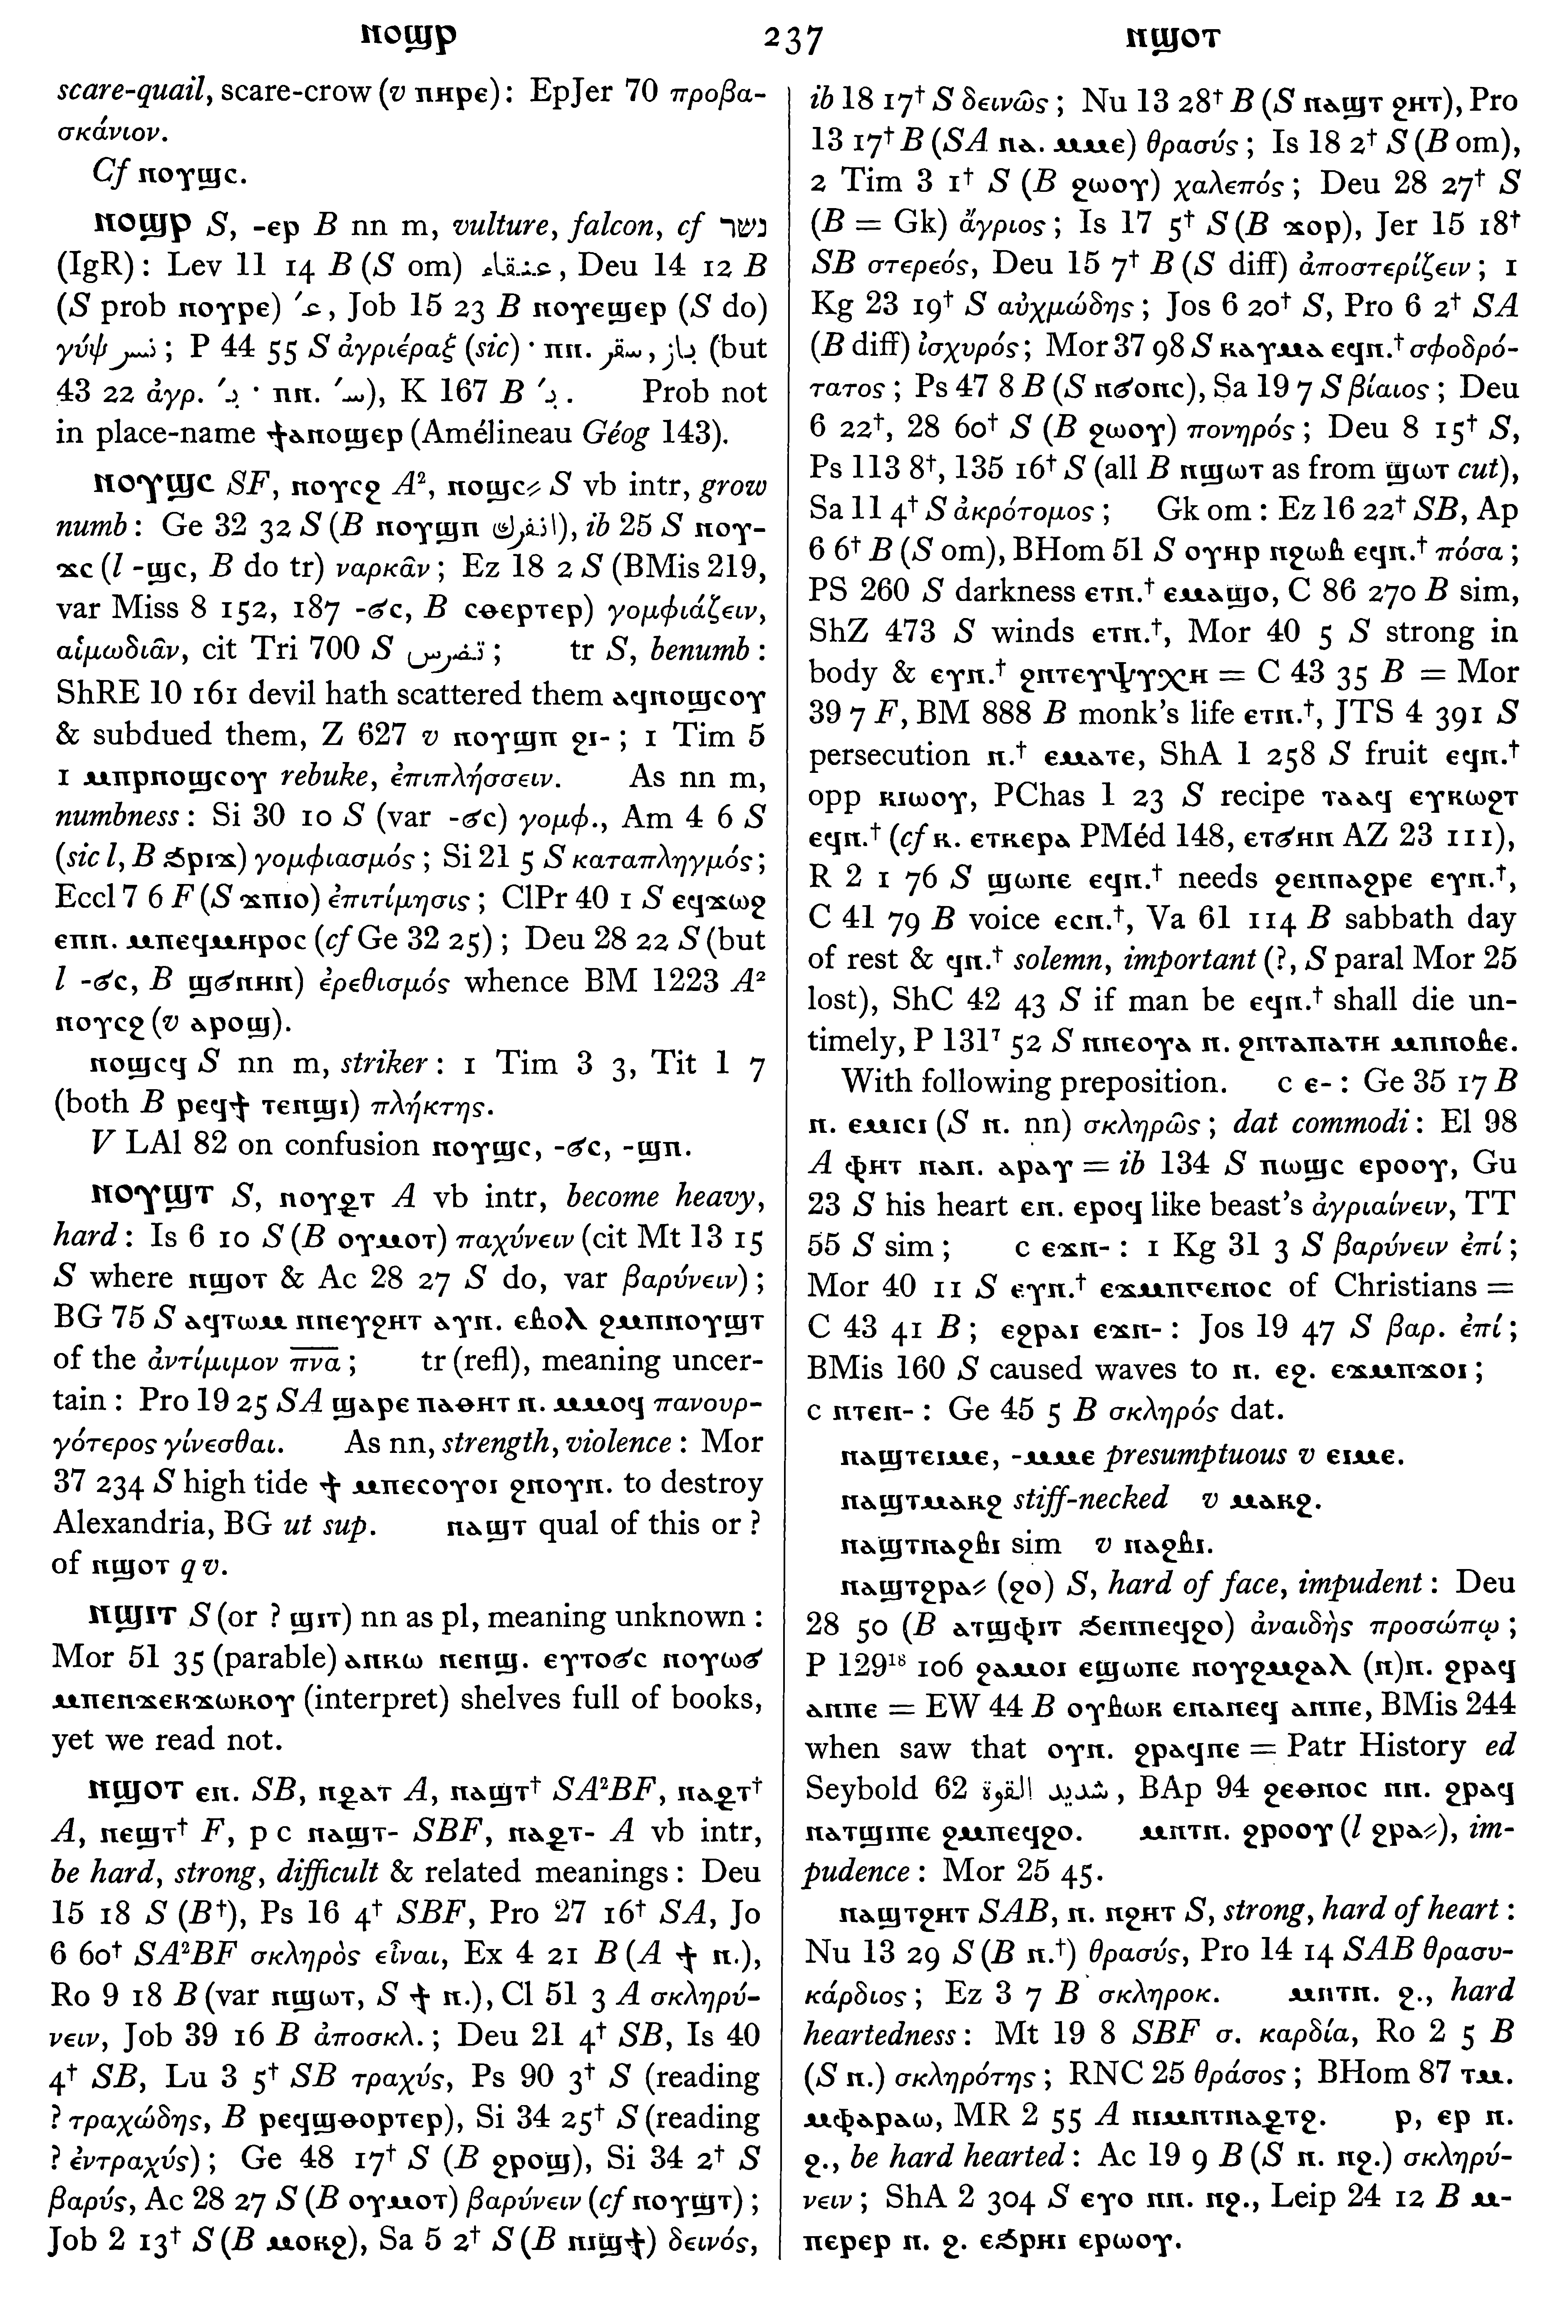 ⲛⲟϣⲣ 237 ⲛϣⲟⲧ
scare-quail, scare-crow (v ⲡⲏⲣⲉ): EpJer 70 προβα-
σκάνιον.
Cf ⲛⲟⲩϣⲥ.
ⲛⲟϣⲣ S, -ⲉⲣ B nn m, vulture, falcon, cf נשר
(IgR): Lev 11 14 B (S om) عنقاء, Deu 14 12 B
(S prob ⲛⲟⲩⲣⲉ) ʹع, Job 15 23 B ⲛⲟⲩⲉϣⲉⲣ (S do)
γύψ نسر; P 44 55 S ἀγριέραξ (sic) · ⲡⲛ. باز, سقر (but
43 22 ἀγρ. ʹب · ⲡⲛ. ʹس), K 167 B ʹب. Prob not
in place-name ϯⲁⲛⲟϣⲉⲣ (Amélineau Géog 143).
ⲛⲟⲩϣⲥ SF, ⲛⲟⲩⲥϩ A², ⲛⲟϣⲥ⸗ S vb intr, grow
numb: Ge 32 32 S (B ⲛⲟⲩϣⲡ انفرك), ib 25 S ⲛⲟⲩ-
ϫⲥ (l -ϣⲥ, B do tr) ναρκᾶν; Ez 18 2 S (BMis 219,
var Miss 8 152, 187 -ϭⲥ, B ⲥⲑⲉⲣⲧⲉⲣ) γομφιάζειν,
αἱμωδιᾶν, cit Tri 700 S تضرس; tr S, benumb:
ShRE 10 161 devil hath scattered them ⲁϥⲛⲟϣⲥⲟⲩ
& subdued them, Z 627 v ⲛⲟⲩϣⲡ ϩⲓ-; 1 Tim 5
1 ⲙⲡⲣⲛⲟϣⲥⲟⲩ rebuke, ἐπιπλήσσειν. As nn m,
numbness: Si 30 10 S (var -ϭⲥ) γομφ., Am 4 6 S
(sic l, B ϧⲣⲓϫ) γομφιασμός; Si 21 5 S καταπληγμός;
Eccl 7 6 F (S ϫⲡⲓⲟ) ἐπιτίμησις; ClPr 40 1 S ⲉϥϫⲱϩ
ⲉⲡⲛ. ⲙⲡⲉϥⲙⲏⲣⲟⲥ (cf Ge 32 25); Deu 28 22 S (but
l -ϭⲥ, B ϣϭⲛⲏⲛ) ἐρεθισμός whence BM 1223 A²
ⲛⲟⲩⲥϩ (v ⲁⲣⲟϣ).
ⲛⲟϣⲥϥ S nn m, striker: 1 Tim 3 3, Tit 1 7
(both B ⲣⲉϥϯ ⲧⲉⲛϣⲓ) πλήκτης.
V LAl 82 on confusion ⲛⲟⲩϣⲥ, -ϭⲥ, -ϣⲡ.
ⲛⲟⲩϣⲧ S, ⲛⲟⲩϩⲧ A vb intr, become heavy,
hard: Is 6 10 S (B ⲟⲩⲙⲟⲧ) παχύνειν (cit Mt 13 15
S where ⲛϣⲟⲧ & Ac 28 27 S do, var βαρύνειν);
BG 75 S ⲁϥⲧⲱⲙ ⲛⲛⲉⲩϩⲏⲧ ⲁⲩⲛ. ⲉⲃⲟⲗ ϩⲙⲡⲛⲟⲩϣⲧ
of the ἀντίμιμον π̅ν̅α̅; tr (refl), meaning uncer-
tain: Pro 19 25 SA ϣⲁⲣⲉ ⲡⲁⲑⲏⲧ ⲛ. ⲙⲙⲟϥ πανουρ-
γότερος γίνεσθαι. As nn, strength, violence: Mor
37 234 S high tide ϯ ⲙⲡⲉⲥⲟⲩⲟⲓ ϩⲛⲟⲩⲛ. to destroy
Alexandria, BG ut sup. ⲛⲁϣⲧ qual of this or ?
of ⲛϣⲟⲧ q v.
ⲛϣⲓⲧ S (or ? ϣⲓⲧ) nn as pl, meaning unknown:
Mor 51 35 (parable) ⲁⲛⲕⲱ ⲛⲉⲛϣ. ⲉⲩⲧⲟϭⲥ ⲛⲟⲩⲱϭ
ⲙⲡⲉⲛϫⲉⲕϫⲱⲕⲟⲩ (interpret) shelves full of books,
yet we read not.
ⲛϣⲟⲧ ⲉⲛ. SB, ⲛϩⲁⲧ A, ⲛⲁϣⲧ† SA²BF, ⲛⲁϩⲧ†
A, ⲛⲉϣⲧ† F, p c ⲛⲁϣⲧ- SBF, ⲛⲁϩⲧ- A vb intr,
be hard, strong, difficult & related meanings: Deu
15 18 S (B†), Ps 16 4† SBF, Pro 27 16† SA, Jo
6 60† SA²BF σκληρὸς εἶναι, Ex 4 21 B (A ϯ ⲛ.),
Ro 9 18 B (var ⲛϣⲱⲧ, S ϯ ⲛ.), Cl 51 3 A σκληρύ-
νειν, Job 39 16 B ἀποσκλ.; Deu 21 4† SB, Is 40
4† SB, Lu 3 5† SB τραχύς, Ps 90 3† S (reading
? τραχώδης, B ⲣⲉϥϣⲑⲟⲣⲧⲉⲣ), Si 34 25† S (reading
? ἐντραχύς); Ge 48 17† S (B ϩⲣⲟϣ), Si 34 2† S
βαρύς, Ac 28 27 S (B ⲟⲩⲙⲟⲧ) βαρύνειν (cf ⲛⲟⲩϣⲧ);
Job 2 13† S (B ⲙⲟⲕϩ), Sa 5 2† S (B ⲛⲓϣϯ) δεινός,
ib 18 17† S δεινῶς; Nu 13 28† B (S ⲛⲁϣⲧ ϩⲏⲧ), Pro
13 17† B (SA ⲛⲁ. ⲙⲙⲉ) θρασύς; Is 18 2† S (B om),
2 Tim 3 1† S (B ϩⲱⲟⲩ) χαλεπός; Deu 28 27† S
(B = Gk) ἄγριος; Is 17 5† S (B ϫⲟⲣ), Jer 15 18†
SB στερεός, Deu 15 7† B (S diff) ἀποστερίζειν; 1
Kg 23 19† S αὐχμώδης; Jos 6 20† S, Pro 6 2† SA
(B diff) ἰσχυρός; Mor 37 98 S ⲕⲁⲩⲙⲁ ⲉϥⲛ.† σφοδρό-
τατος; Ps 47 8 B (S ⲛϭⲟⲛⲥ), Sa 19 7 S βίαιος; Deu
6 22†, 28 60† S (B ϩⲱⲟⲩ) πονηρός; Deu 8 15† S,
Ps 113 8†, 135 16† S (all B ⲛϣⲱⲧ as from ϣⲱⲧ cut),
Sa 11 4† S ἀκρότομος; Gk om: Ez 16 22† SB, Ap
6 6† B (S om), BHom 51 S ⲟⲩⲏⲣ ⲛϩⲱⲃ ⲉϥⲛ.† πόσα;
PS 260 S darkness ⲉⲧⲛ.† ⲉⲙⲁϣⲟ, C 86 270 B sim,
ShZ 473 S winds ⲉⲧⲛ.†, Mor 40 5 S strong in
body & ⲉⲩⲛ.† ϩⲛⲧⲉⲩⲯⲩⲭⲏ = C 43 35 B = Mor
39 7 F, BM 888 B monk's life ⲉⲧⲛ.†, JTS 4 391 S
persecution ⲛ.† ⲉⲙⲁⲧⲉ, ShA 1 258 S fruit ⲉϥⲛ.†
opp ⲕⲓⲱⲟⲩ, PChas 1 23 S recipe ⲧⲁⲁϥ ⲉⲩⲕⲱϩⲧ
ⲉϥⲛ.† (cf ⲕ. ⲉⲧⲕⲉⲣⲁ PMéd 148, ⲉⲧϭⲏⲡ AZ 23 111),
R 2 1 76 S ϣⲱⲛⲉ ⲉϥⲛ.† needs ϩⲉⲛⲡⲁϩⲣⲉ ⲉⲩⲛ.†,
C 41 79 B voice ⲉⲥⲛ.†, Va 61 114 B sabbath day
of rest & ϥⲛ.† solemn, important (?, S paral Mor 25
lost), ShC 42 43 S if man be ⲉϥⲛ.† shall die un-
timely, P 131⁷ 52 S ⲛⲛⲉⲟⲩⲁ ⲛ. ϩⲛⲧⲁⲡⲁⲧⲏ ⲙⲡⲛⲟⲃⲉ.
With following preposition. c ⲉ-: Ge 35 17 B
ⲛ. ⲉⲙⲓⲥⲓ (S ⲛ. nn) σκληρῶς; dat commodi: El 98
A ⲫⲏⲧ ⲛⲁⲛ. ⲁⲣⲁⲩ = ib 134 S ⲡⲱϣⲥ ⲉⲣⲟⲟⲩ, Gu
23 S his heart ⲉⲛ. ⲉⲣⲟϥ like beast's ἀγριαίνειν, TT
55 S sim; c ⲉϫⲛ-: 1 Kg 31 3 S βαρύνειν ἐπί;
Mor 40 11 S ⲉⲩⲛ.† ⲉϫⲙⲡⲅⲉⲛⲟⲥ of Christians =
C 43 41 B; ⲉϩⲣⲁⲓ ⲉϫⲛ-: Jos 19 47 S βαρ. ἐπί;
BMis 160 S caused waves to ⲛ. ⲉϩ. ⲉϫⲙⲡϫⲟⲓ;
c ⲛⲧⲉⲛ-: Ge 45 5 B σκληρός dat.
ⲛⲁϣⲧⲉⲓⲙⲉ, -ⲙⲙⲉ presumptuous v ⲉⲓⲙⲉ.
ⲛⲁϣⲧⲙⲁⲕϩ stiff-necked v ⲙⲁⲕϩ.
ⲛⲁϣⲧⲛⲁϩⲃⲓ sim v ⲛⲁϩⲃⲓ.
ⲛⲁϣⲧϩⲣⲁ⸗ (ϩⲟ) S, hard of face, impudent: Deu
28 50 (B ⲁⲧϣⲫⲓⲧ ϧⲉⲛⲡⲉϥϩⲟ) ἀναιδὴς προσώπῳ;
P 129¹⁸ 106 ϩⲁⲙⲟⲓ ⲉϣⲱⲡⲉ ⲛⲟⲩϩⲙϩⲁⲗ (ⲛ)ⲛ. ϩⲣⲁϥ
ⲁⲛⲡⲉ = EW 44 B ⲟⲩⲃⲱⲕ ⲉⲛⲁⲛⲉϥ ⲁⲛⲡⲉ, BMis 244
when saw that ⲟⲩⲛ. ϩⲣⲁϥⲡⲉ = Patr History ed
Seybold 62 شديد القوة, BAp 94 ϩⲉⲑⲛⲟⲥ ⲛⲛ. ϩⲣⲁϥ
ⲛⲁⲧϣⲓⲡⲉ ϩⲙⲡⲉϥϩⲟ. ⲙⲛⲧⲛ. ϩⲣⲟⲟⲩ (l ϩⲣⲁ⸗), im-
pudence: Mor 25 45.
ⲛⲁϣⲧϩⲏⲧ SAB, ⲛ. ⲛϩⲏⲧ S, strong, hard of heart:
Nu 13 29 S (B ⲛ.†) θρασύς, Pro 14 14 SAB θρασυ-
κάρδιος; Ez 3 7 B σκληροκ. ⲙⲛⲧⲛ. ϩ., hard
heartedness: Mt 19 8 SBF σ. καρδία, Ro 2 5 B
(S ⲛ.) σκληρότης; RNC 25 θράσος; BHom 87 ⲧⲙ.
ⲙⲫⲁⲣⲁⲱ, MR 2 55 A ⲡⲓⲙⲛⲧⲛⲁϩⲧϩ. ⲣ, ⲉⲣ ⲛ.
ϩ., be hard hearted: Ac 19 9 B (S ⲛ. ⲛϩ.) σκληρύ-
νειν; ShA 2 304 S ⲉⲩⲟ ⲛⲛ. ⲛϩ., Leip 24 12 B ⲙ-
ⲡⲉⲣⲉⲣ ⲛ. ϩ. ⲉϧⲣⲏⲓ ⲉⲣⲱⲟⲩ.